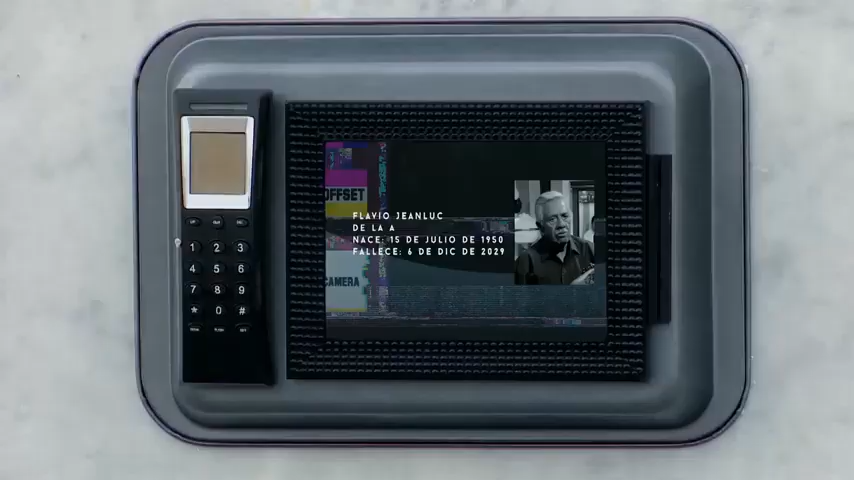 OFFSET
CAMERA
FLAVIO JEANLUC
DE LA A
NACE: 15 DE JULIO DE 1950
FALLECE: 6 DE DIC DE 2029
1 2 3
4 5 6
7 8 9
* 0 #